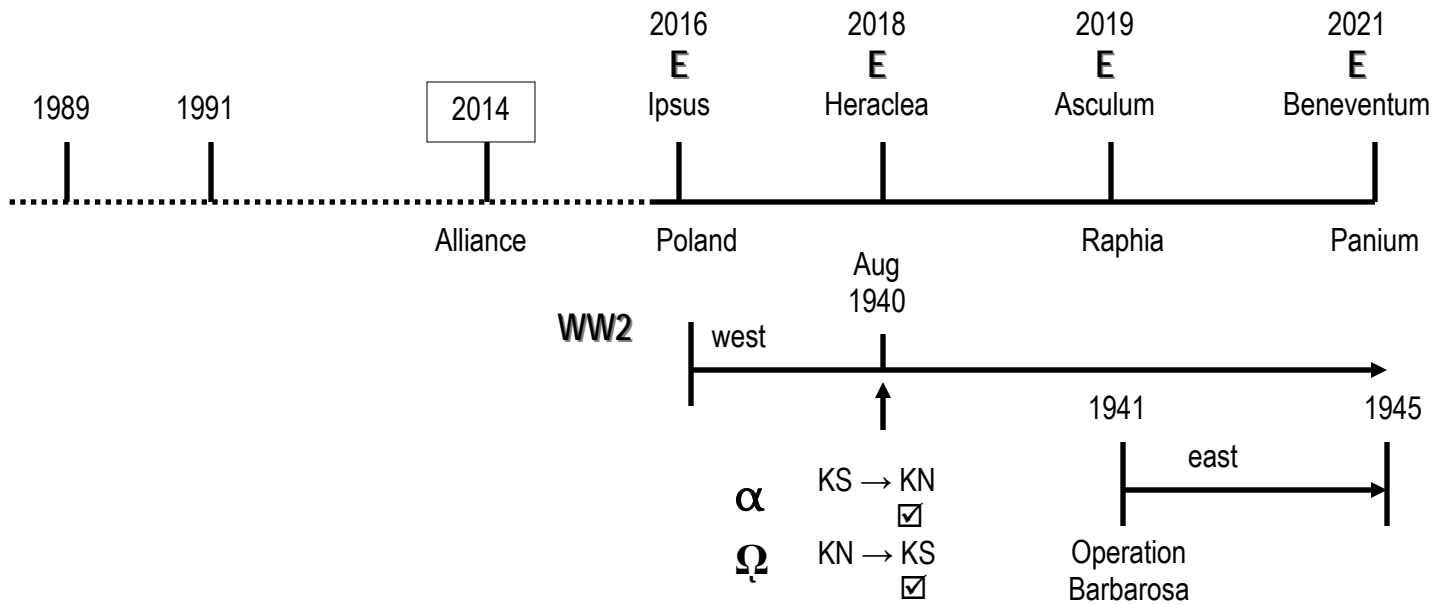 2016 2018 2019 2021
E E E E
1989 1991 2014 Ipsus Heraclea Asculum Beneventum
Alliance Poland Raphia Panium
Aug
1940
WW2 west
1941 1945
east
α KS → KN
☑
ῼ KN → KS
☑
Operation
Barbarosa